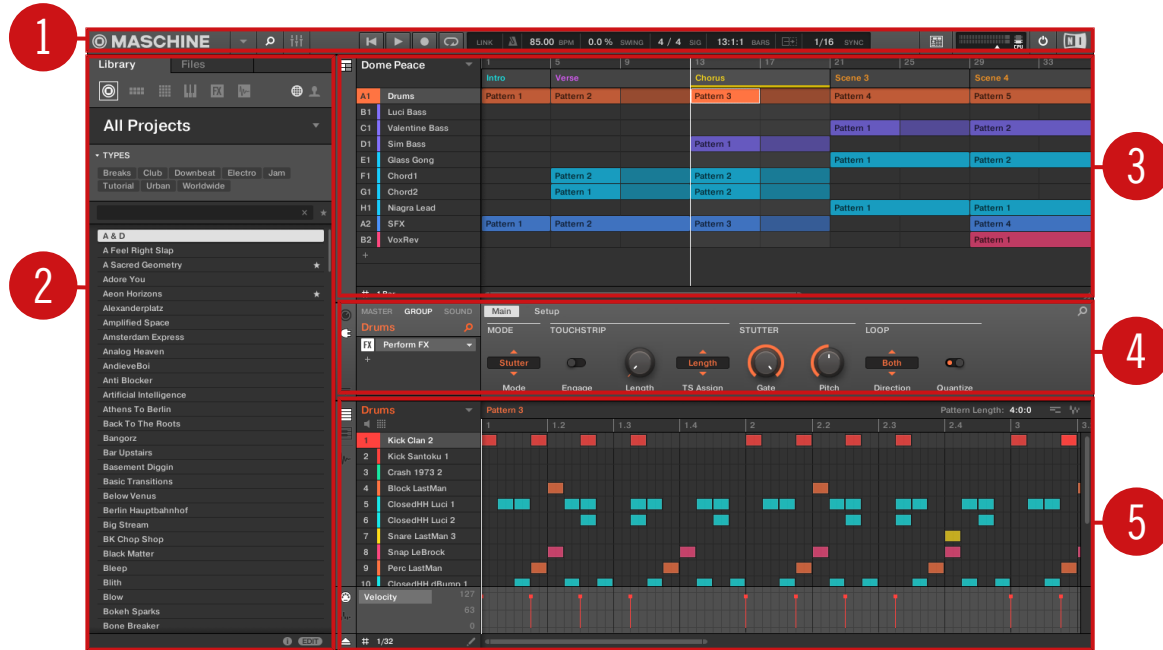 1
MASCHINE
LINK 85.00 BPM 0.0 % SWING 4 / 4 SIG 13:1:1 BARS 1/16 SYNC
CPU
NI
2
Library Files
FX
All Projects
TYPES
Breaks Club Downbeat Electro Jam
Tutorial Urban Worldwide
A & D
A Feel Right Slap
A Sacred Geometry
Adore You
Aeon Horizons
Alexanderplatz
Amplified Space
Amsterdam Express
Analog Heaven
AndieveBoi
Anti Blocker
Artificial Intelligence
Athens To Berlin
Back To The Roots
Bangorz
Bar Upstairs
Basement Diggin
Basic Transitions
Below Venus
Berlin Hauptbahnhof
Big Stream
BK Chop Shop
Black Matter
Bleep
Blith
Blow
Bokeh Sparks
Bone Breaker
EDIT
3
Dome Peace
1 5 9 13 17 21 25 29 33
Intro Verse Chorus Scene 3 Scene 4
A1 Drums Pattern 1 Pattern 2 Pattern 3 Pattern 4 Pattern 5
B1 Luci Bass
C1 Valentine Bass Pattern 1 Pattern 2
D1 Sim Bass Pattern 1
E1 Glass Gong Pattern 1 Pattern 2
F1 Chord1 Pattern 2 Pattern 2
G1 Chord2 Pattern 1 Pattern 2
H1 Niagra Lead Pattern 1 Pattern 1
A2 SFX Pattern 1 Pattern 2 Pattern 3 Pattern 4
B2 VoxRev Pattern 1
+
4
MASTER GROUP SOUND Main Setup
Drums MODE TOUCHSTRIP STUTTER LOOP
FX Perform FX
+
Stutter Length Both
Mode Engage Length TS Assign Gate Pitch Direction Quantize
5
Drums Pattern 3 Pattern Length: 4:0:0
1 1.2 1.3 1.4 2 2.2 2.3 2.4 3 3.
1 Kick Clan 2
2 Kick Santoku 1
3 Crash 1973 2
4 Block LastMan
5 ClosedHH Luci 1
6 ClosedHH Luci 2
7 Snare LastMan 3
8 Snap LeBrock
9 Perc LastMan
10 ClosedHH dBump 1
Velocity 127
63
0
1/32